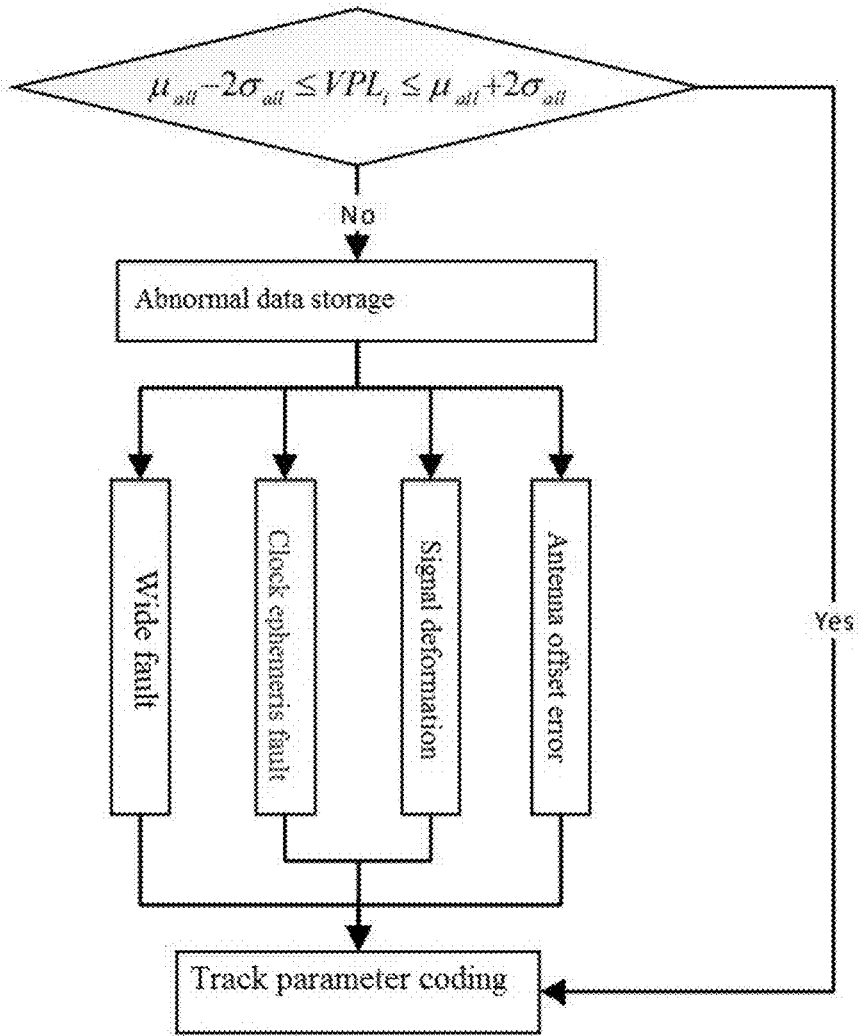 μ_all−2σ_all ≤ VPL_i ≤ μ_all+2σ_all
No
Abnormal data storage
Wide fault
Clock ephemeris fault
Signal deformation
Antenna offset error
Yes
Track parameter coding